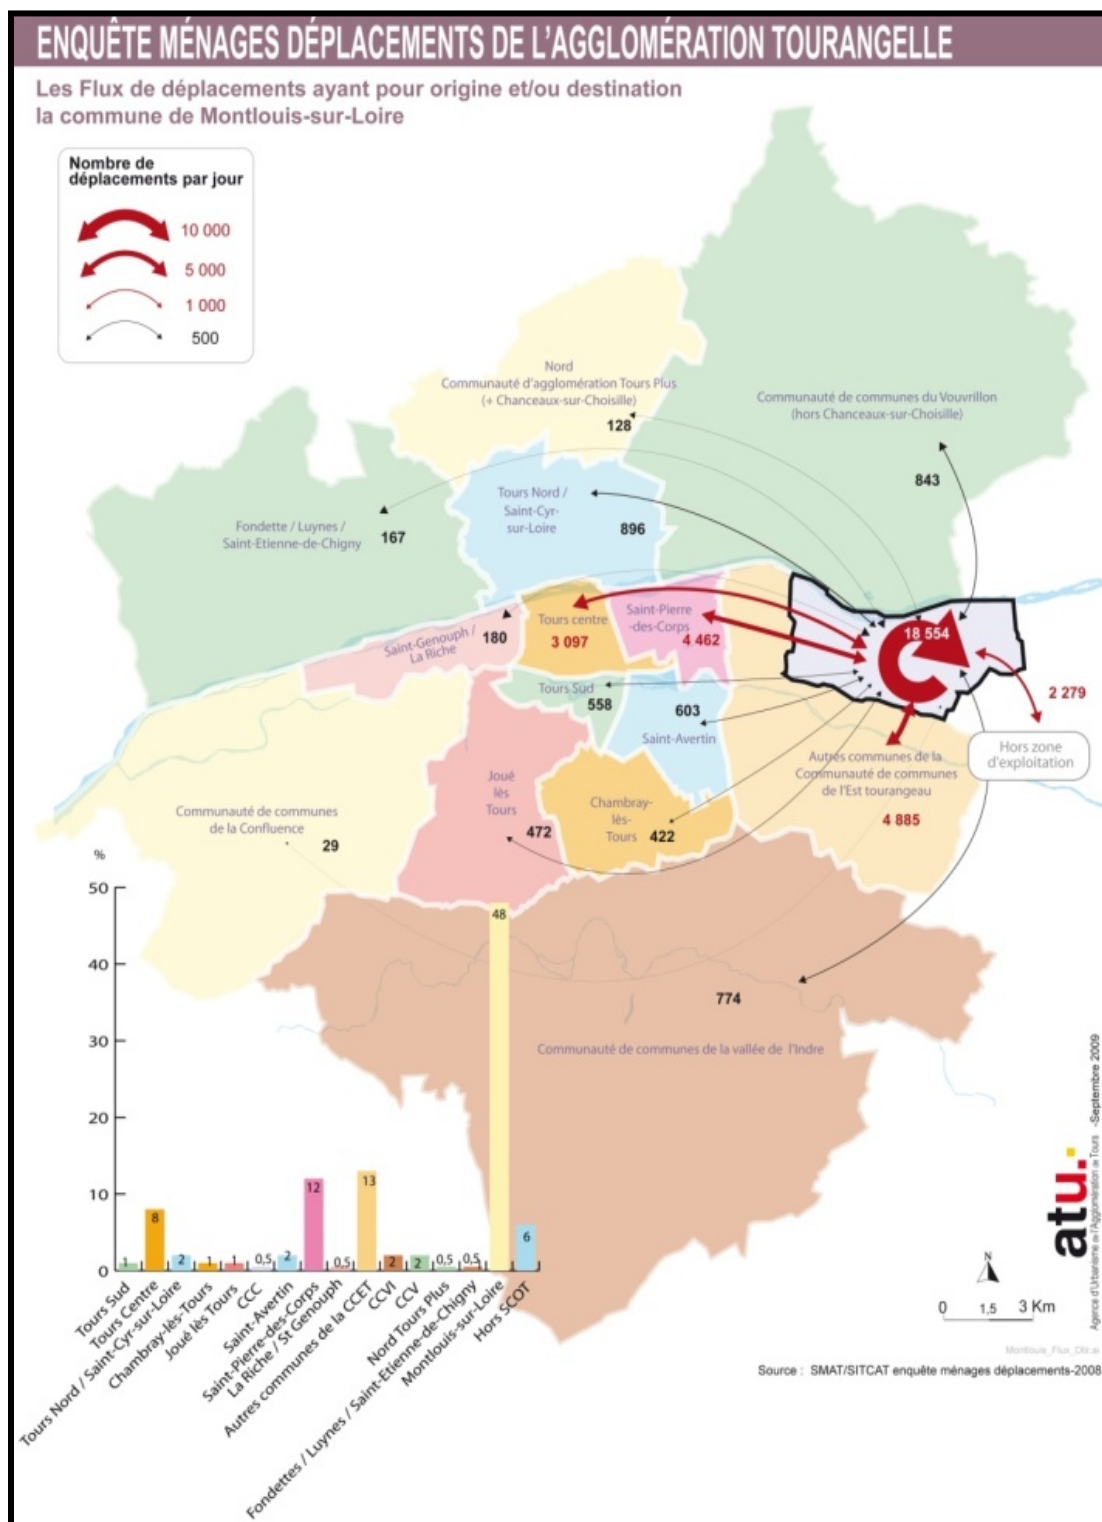 ENQUÊTE MÉNAGES DÉPLACEMENTS DE L'AGGLOMÉRATION TOURANGELLE
Les Flux de déplacements ayant pour origine et/ou destination
la commune de Montlouis-sur-Loire
Nombre de
déplacements par jour
10 000
5 000
1 000
500
Nord
Communauté d'agglomération Tours Plus
(+ Chanceaux-sur-Choisille)
128
Communauté de communes du Vouvrillon
(hors Chanceaux-sur-Choisille)
843
Tours Nord /
Saint-Cyr-
sur-Loire
896
Fondette / Luynes /
Saint-Etienne-de-Chigny
167
Saint-Genouph /
La Riche
180
Tours centre
3 097
Saint-Pierre
-des-Corps
4 462
18 554
2 279
Hors zone
d'exploitation
Tours Sud
558
603
Saint-Avertin
Autres communes de la
Communauté de communes
de l'Est tourangeau
4 885
Joué
lès
Tours
472
Chambray-
lès-
Tours
422
Communauté de communes
de la Confluence
29
774
Communauté de communes de la vallée de l'Indre
%
50
40
30
20
10
0
1
8
2
1
1
0,5
2
12
0,5
13
2
2
0,5
0,5
48
6
Tours Sud
Tours Centre
Tours Nord / Saint-Cyr-sur-Loire
Chambray-lès-Tours
Joué lès Tours
CCC
Saint-Avertin
Saint-Pierre-des-Corps
La Riche / St Genouph
Autres communes de la CCET
CCVI
CCV
Nord Tours Plus
Fondettes / Luynes / Saint-Etienne-de-Chigny
Montlouis-sur-Loire
Hors SCOT
atu.
Agence d'Urbanisme de l'Agglomération de Tours -Septembre 2009
N
0 1,5 3 Km
Montlouis_Flux_Dtir.ai
Source : SMAT/SITCAT enquête ménages déplacements-2008